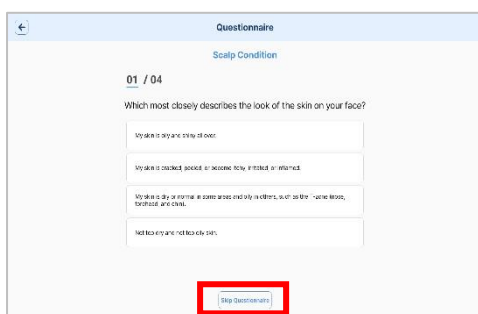 Questionnaire
Scalp Condition
01 / 04
Which most closely describes the look of the skin on your face?
My skin is oily and shiny all over.
My skin is cracked, peeled, or become itchy, irritated, or inflamed.
My skin is dry or normal in some areas and oily in others, such as the T-zone (nose,
forehead, and chin).
Not too dry and not too oily skin.
Skip Questionnaire